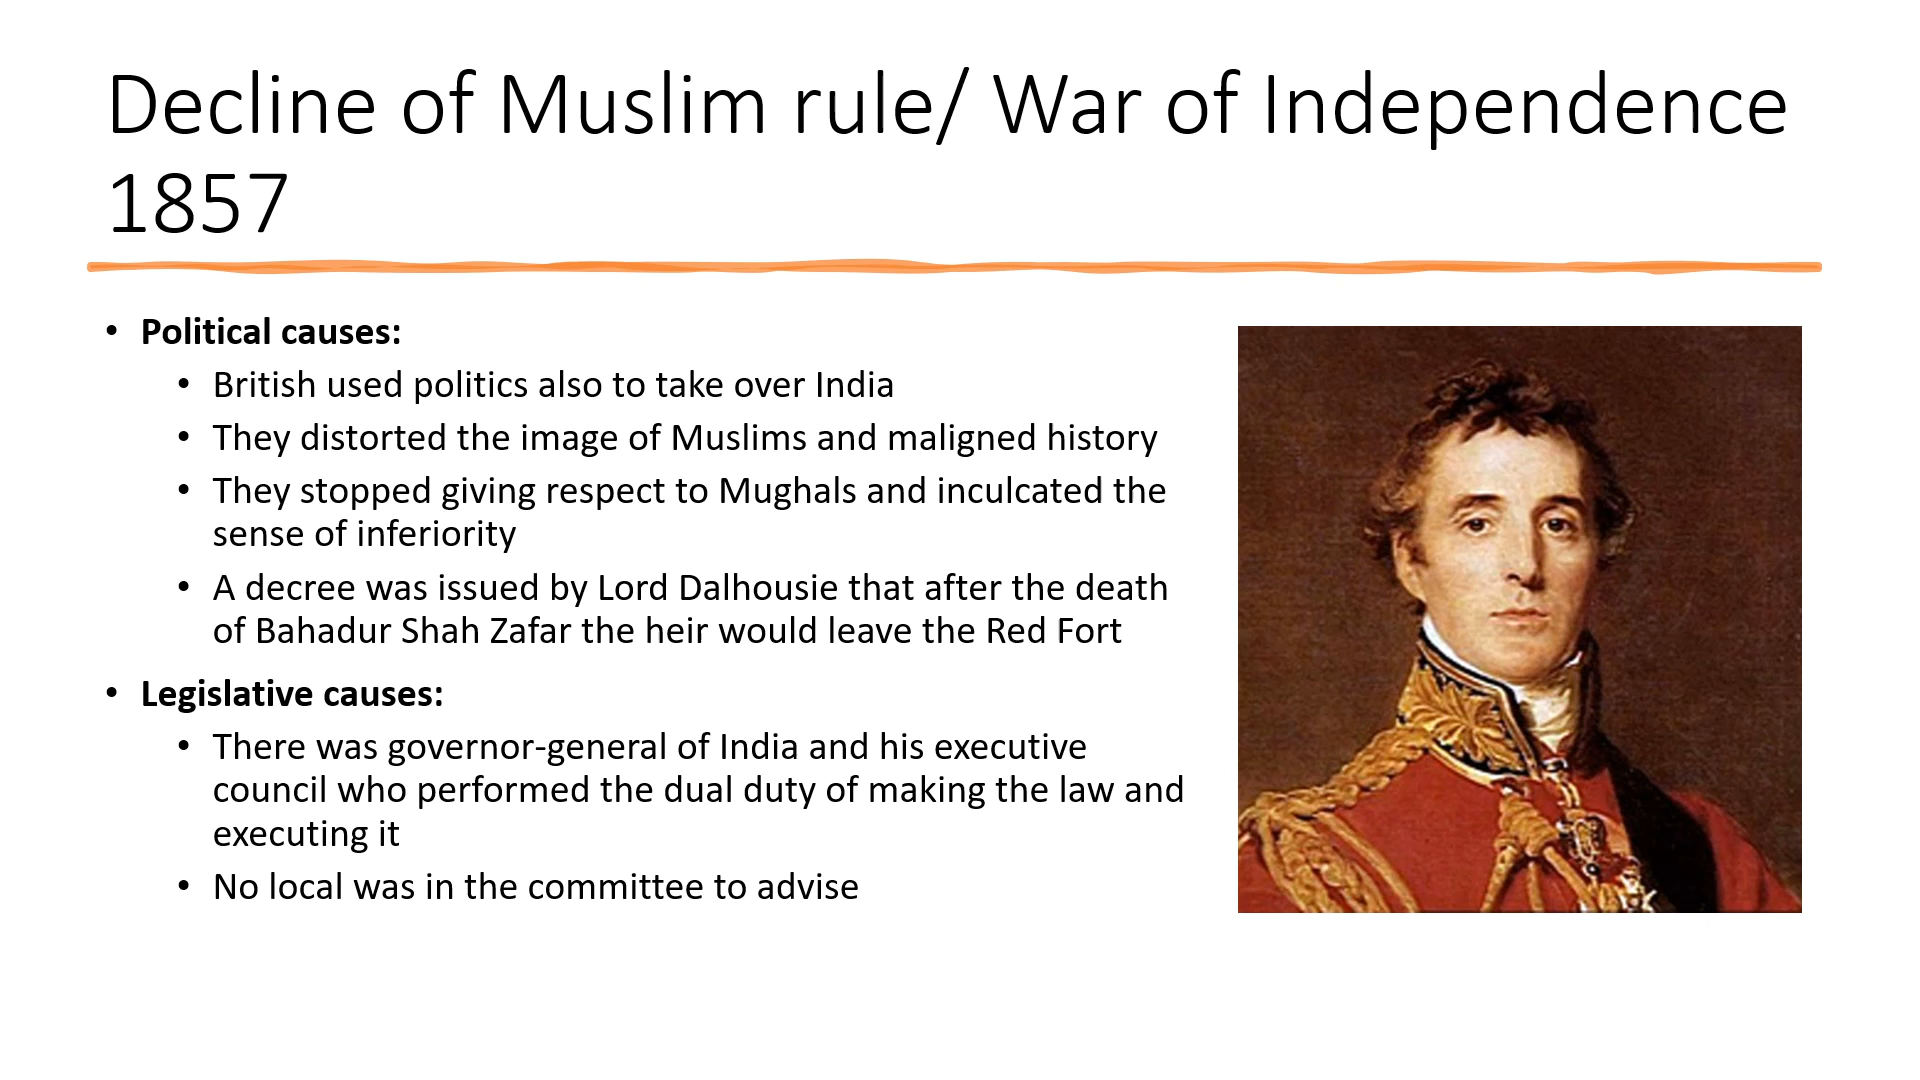 Decline of Muslim rule/ War of Independence
1857
• Political causes:
• British used politics also to take over India
• They distorted the image of Muslims and maligned history
• They stopped giving respect to Mughals and inculcated the
sense of inferiority
• A decree was issued by Lord Dalhousie that after the death
of Bahadur Shah Zafar the heir would leave the Red Fort
• Legislative causes:
• There was governor-general of India and his executive
council who performed the dual duty of making the law and
executing it
• No local was in the committee to advise